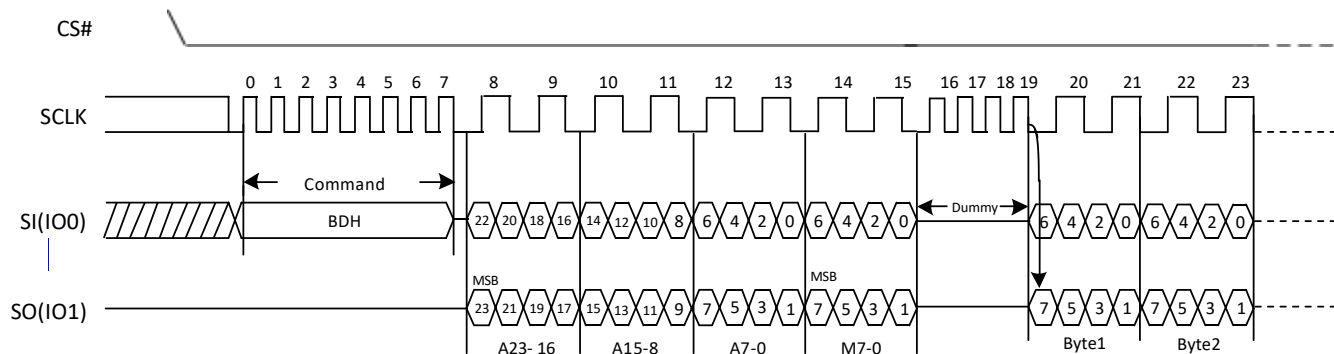 CS#
0 1 2 3 4 5 6 7 8 9 10 11 12 13 14 15 16 17 18 19 20 21 22 23
SCLK
Command
Dummy
SI(IO0)
BDH
22 20 18 16 14 12 10 8 6 4 2 0 6 4 2 0 6 4 2 0 6 4 2 0
MSB MSB
SO(IO1)
23 21 19 17 15 13 11 9 7 5 3 1 7 5 3 1 7 5 3 1 7 5 3 1
A23- 16 A15-8 A7-0 M7-0 Byte1 Byte2